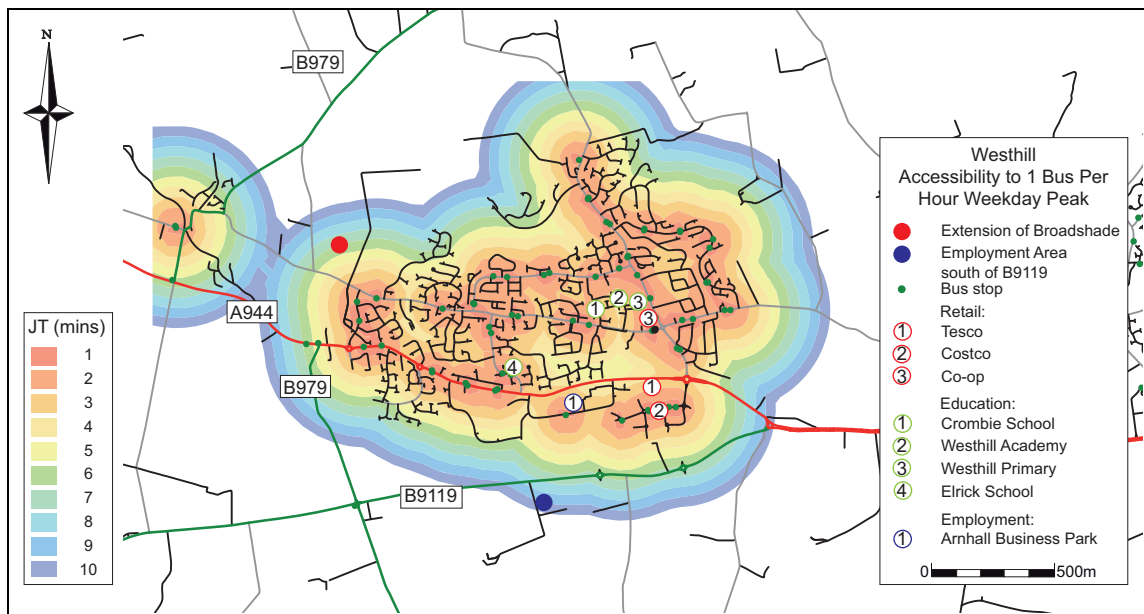 N
B979
A944
B979
B9119
JT (mins)
1
2
3
4
5
6
7
8
9
10
1
2
3
3
4
1
1
2
Westhill
Accessibility to 1 Bus Per
Hour Weekday Peak
Extension of Broadshade
Employment Area
south of B9119
Bus stop
Retail:
1 Tesco
2 Costco
3 Co-op
Education:
1 Crombie School
2 Westhill Academy
3 Westhill Primary
4 Elrick School
Employment:
1 Arnhall Business Park
0 500m